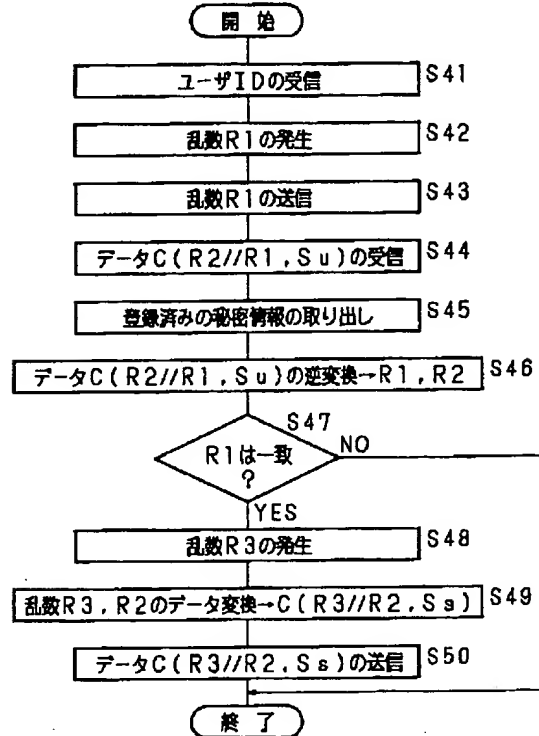 開 始
ユーザIDの受信 S41
乱数R1の発生 S42
乱数R1の送信 S43
データC(R2//R1,Su)の受信 S44
登録済みの秘密情報の取り出し S45
データC(R2//R1,Su)の逆変換→R1,R2 S46
S47
R1は一致
?
NO
YES
乱数R3の発生 S48
乱数R3,R2のデータ変換→C(R3//R2,Ss) S49
データC(R3//R2,Ss)の送信 S50
終 了